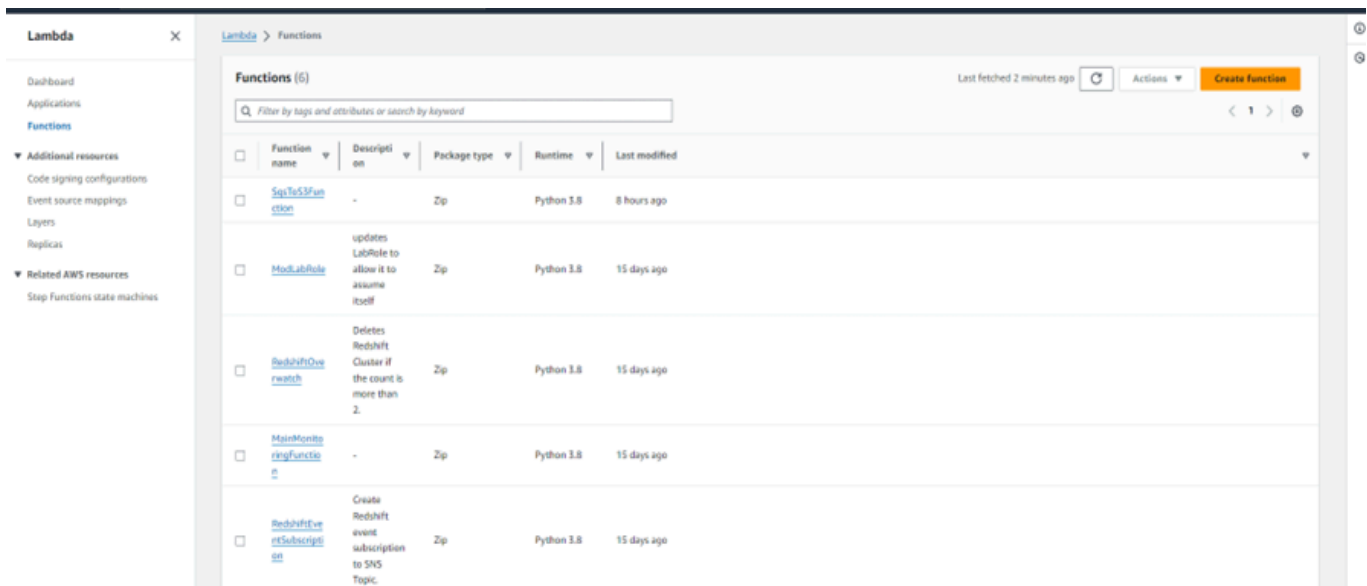 Lambda
Lambda > Functions
Dashboard
Applications
Functions
Additional resources
Code signing configurations
Event source mappings
Layers
Replicas
Related AWS resources
Step Functions state machines
Functions (6)
Last fetched 2 minutes ago
Actions
Create function
Filter by tags and attributes or search by keyword
1
Function
name
Descripti
on
Package type
Runtime
Last modified
SqsToS3Fun
ction
-
Zip
Python 3.8
8 hours ago
ModLabRole
updates
LabRole to
allow it to
assume
itself
Zip
Python 3.8
15 days ago
RedshiftOve
rwatch
Deletes
Redshift
Cluster if
the count is
more than
2.
Zip
Python 3.8
15 days ago
MainMonito
ringFunctio
n
-
Zip
Python 3.8
15 days ago
RedshiftEve
ntSubscripti
on
Create
Redshift
event
subscription
to SNS
Topic.
Zip
Python 3.8
15 days ago